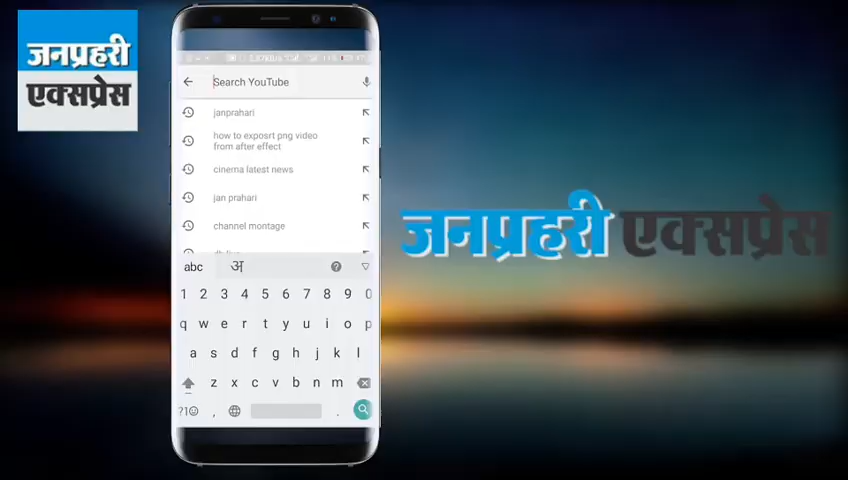 जनप्रहरी
एक्सप्रेस
Search YouTube
janprahari
how to exposrt png video
from after effect
cinema latest news
jan prahari
channel montage
जनप्रहरी एक्सप्रेस
abc अ ?
1 2 3 4 5 6 7 8 9 0
q w e r t y u i o p
a s d f g h j k l
z x c v b n m
?1☺ , .